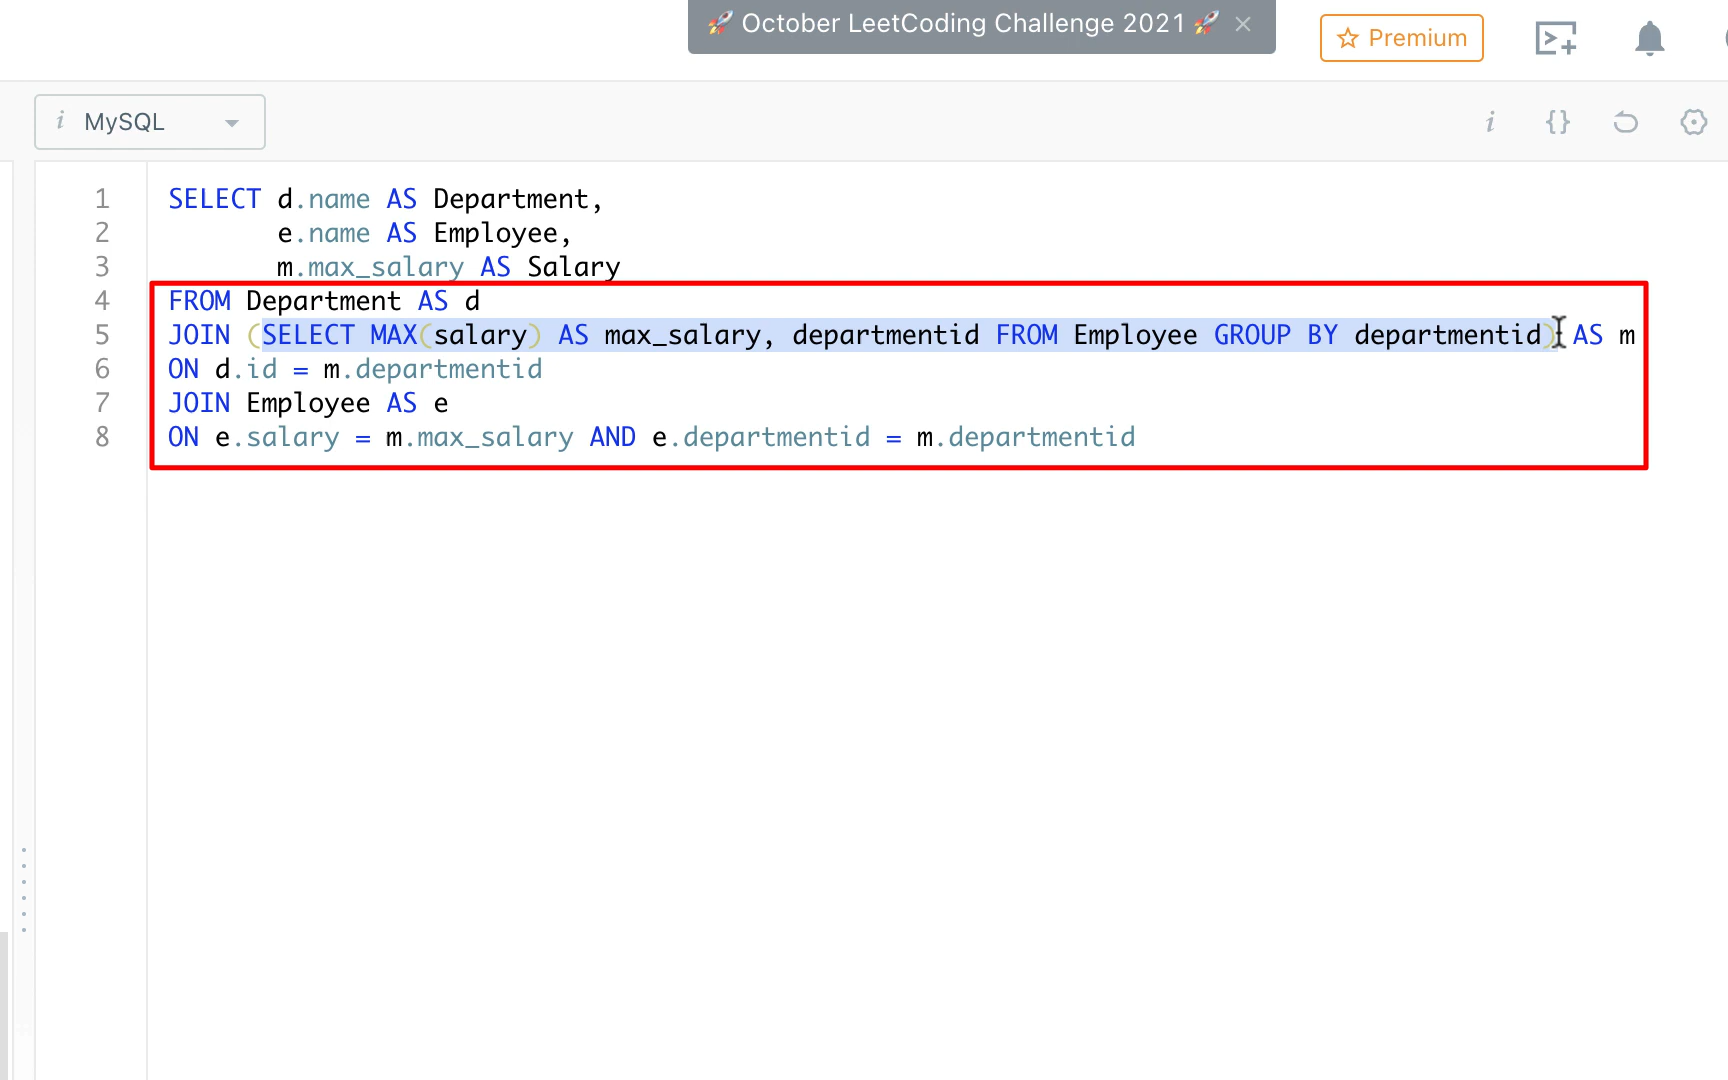 🚀 October LeetCoding Challenge 2021 🚀 ×
Premium
i MySQL
i {}
1 SELECT d.name AS Department,
2 e.name AS Employee,
3 m.max_salary AS Salary
4 FROM Department AS d
5 JOIN (SELECT MAX(salary) AS max_salary, departmentid FROM Employee GROUP BY departmentid) AS m
6 ON d.id = m.departmentid
7 JOIN Employee AS e
8 ON e.salary = m.max_salary AND e.departmentid = m.departmentid